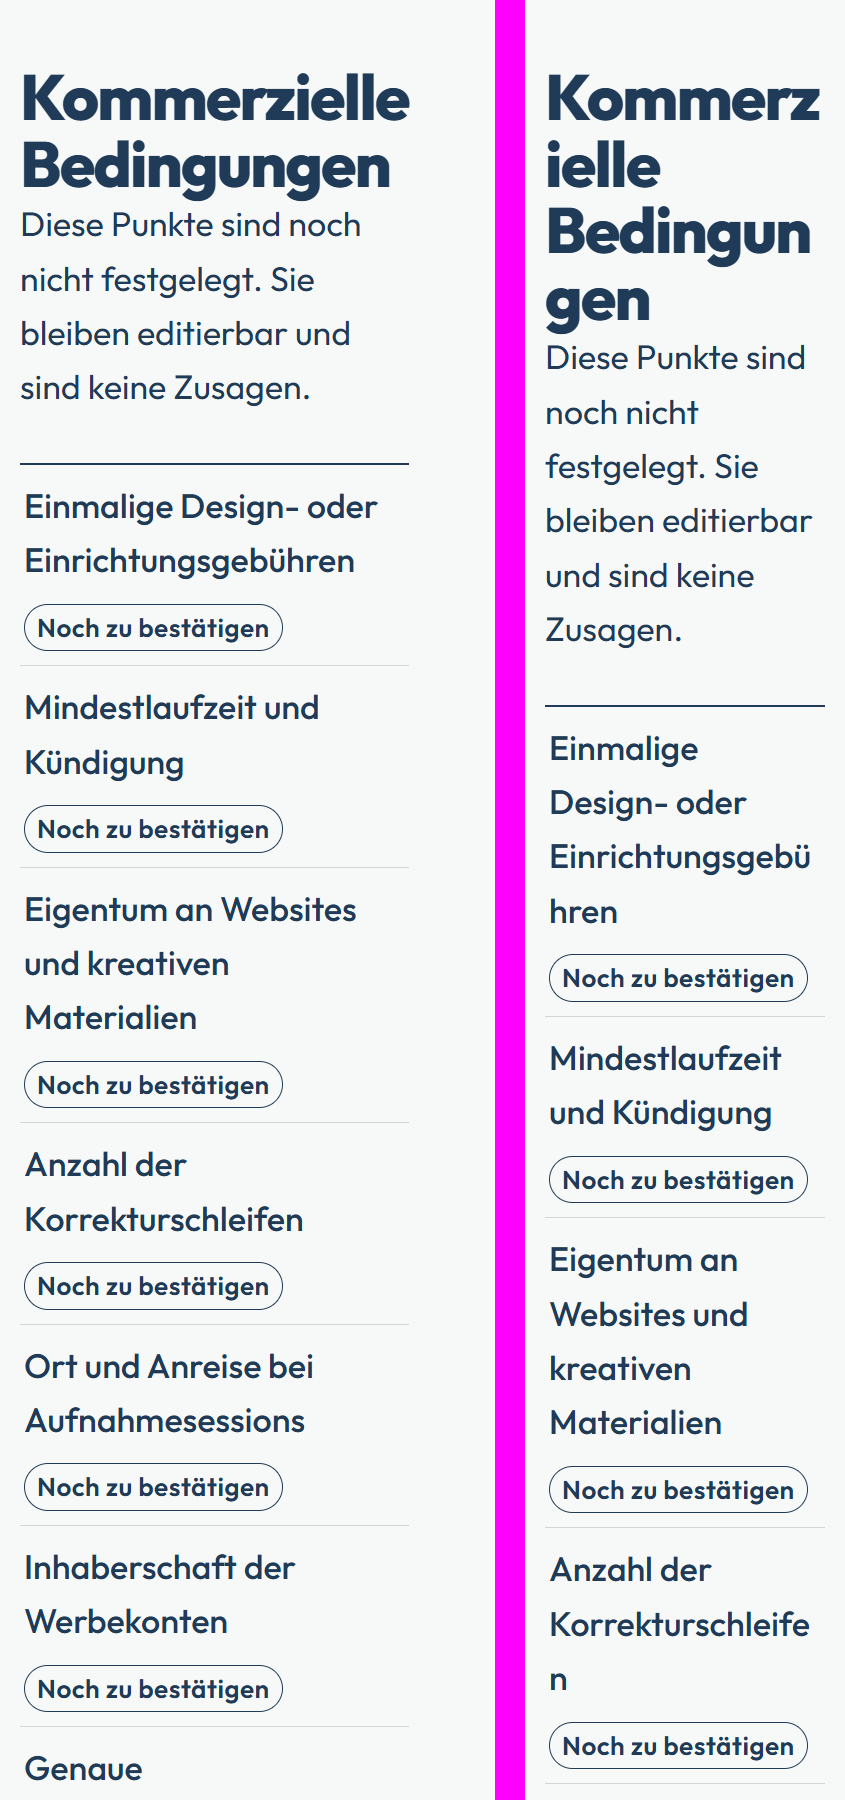 Kommerzielle
Bedingungen
Diese Punkte sind noch
nicht festgelegt. Sie
bleiben editierbar und
sind keine Zusagen.
Einmalige Design- oder
Einrichtungsgebühren
Noch zu bestätigen
Mindestlaufzeit und
Kündigung
Noch zu bestätigen
Eigentum an Websites
und kreativen
Materialien
Noch zu bestätigen
Anzahl der
Korrekturschleifen
Noch zu bestätigen
Ort und Anreise bei
Aufnahmesessions
Noch zu bestätigen
Inhaberschaft der
Werbekonten
Noch zu bestätigen
Genaue
Kommerz
ielle
Bedingun
gen
Diese Punkte sind
noch nicht
festgelegt. Sie
bleiben editierbar
und sind keine
Zusagen.
Einmalige
Design- oder
Einrichtungsgebü
hren
Noch zu bestätigen
Mindestlaufzeit
und Kündigung
Noch zu bestätigen
Eigentum an
Websites und
kreativen
Materialien
Noch zu bestätigen
Anzahl der
Korrekturschleife
n
Noch zu bestätigen